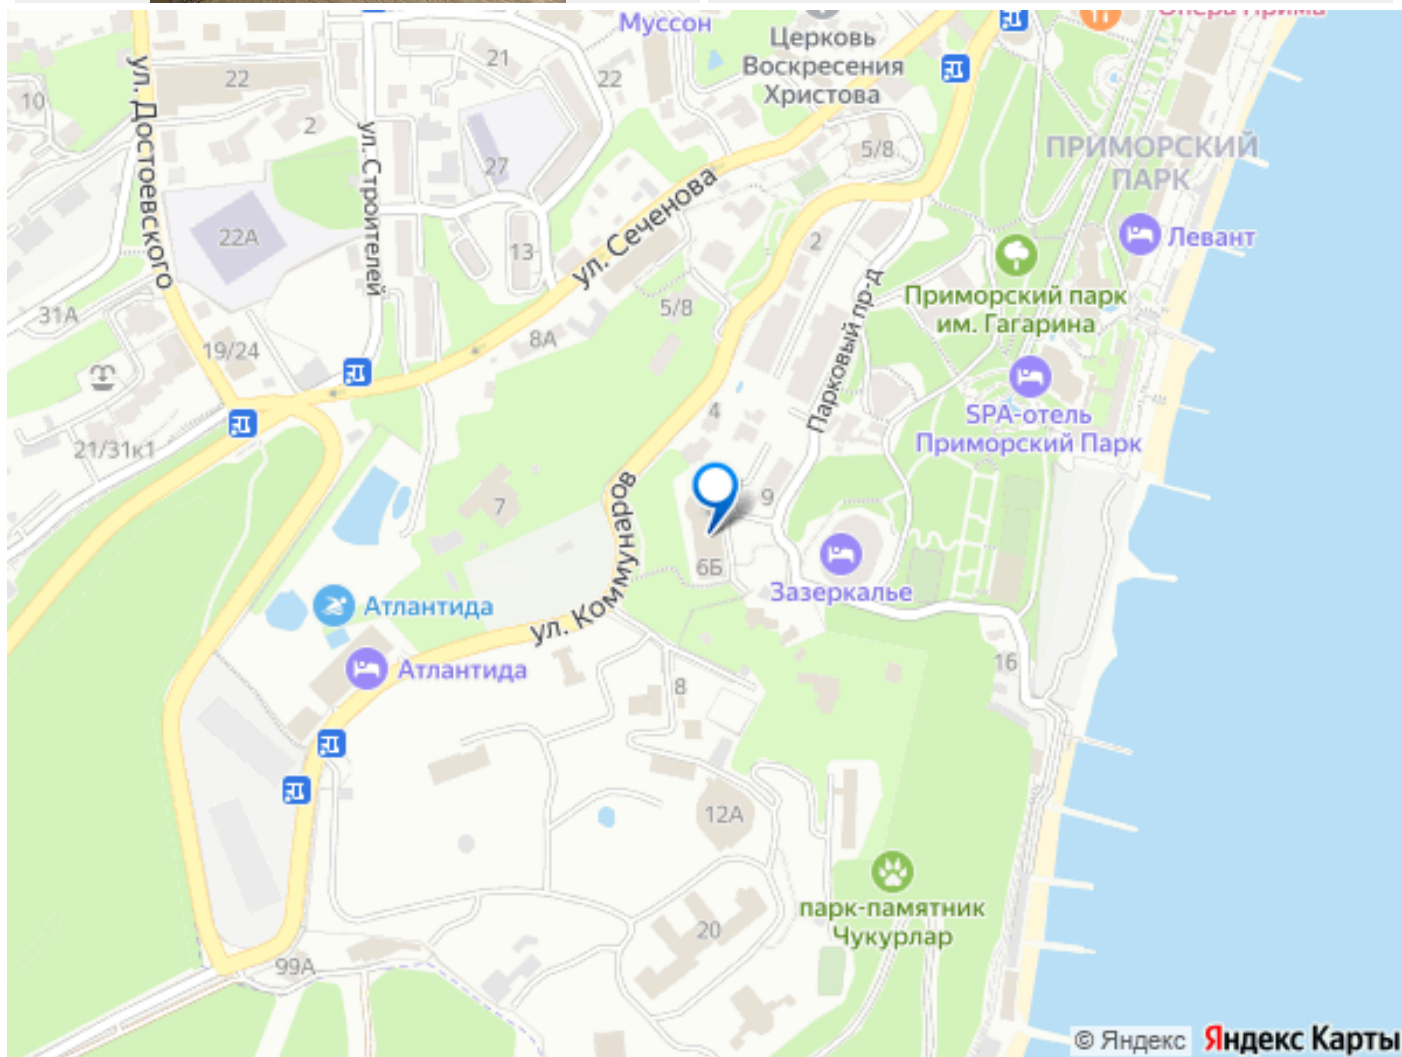 Муссон
Церковь
Воскресения
Христова
ул. Достоевского
22
21
22
10
2
ул. Строителей
27
5/8
ПРИМОРСКИЙ
ПАРК
ул. Сеченова
22А
13
2
Левант
Приморский парк
им. Гагарина
31А
5/8
8А
19/24
Парковый пр-д
SPA-отель
Приморский Парк
4
21/31к1
7
9
ул. Коммунаров
6Б
Зазеркалье
Атлантида
Атлантида
16
8
12А
парк-памятник
Чукурлар
20
99А
© Яндекс Яндекс Карты